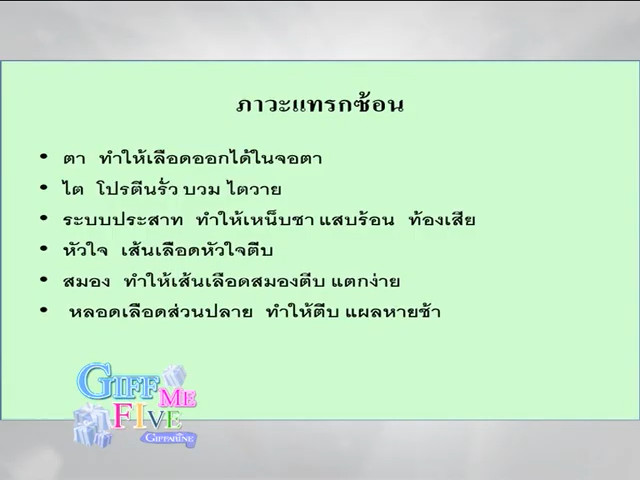 ภาวะแทรกซ้อน
• ตา ทำให้เลือดออกได้ในจอตา
• ไต โปรตีนรั่ว บวม ไตวาย
• ระบบประสาท ทำให้เหน็บชา แสบร้อน ท้องเสีย
• หัวใจ เส้นเลือดหัวใจตีบ
• สมอง ทำให้เส้นเลือดสมองตีบ แตกง่าย
• หลอดเลือดส่วนปลาย ทำให้ตีบ แผลหายช้า
GIFF ME
FIVE
GIFFARINE